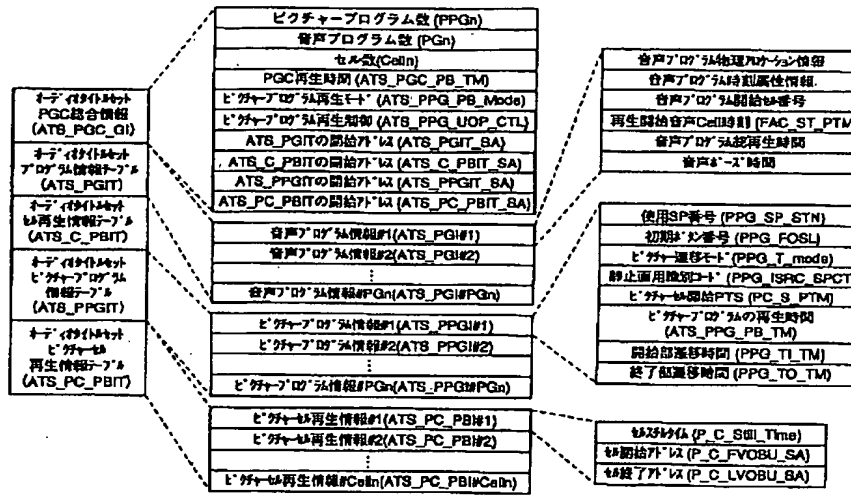 オーディオタイトルセット
PGC総合情報
(ATS_PGC_GI)
オーディオタイトルセット
プログラム情報テーブル
(ATS_PGIT)
オーディオタイトルセット
セル再生情報テーブル
(ATS_C_PBIT)
オーディオタイトルセット
ピクチャープログラム
情報テーブル
(ATS_PPGIT)
オーディオタイトルセット
ピクチャーセル
再生情報テーブル
(ATS_PC_PBIT)
ピクチャープログラム数 (PPGn)
音声プログラム数 (PGn)
セル数(Celln)
PGC再生時間 (ATS_PGC_PB_TM)
ピクチャープログラム再生モード (ATS_PPG_PB_Mode)
ピクチャープログラム再生制御 (ATS_PPG_UOP_CTL)
ATS_PGITの開始アドレス (ATS_PGIT_SA)
ATS_C_PBITの開始アドレス (ATS_C_PBIT_SA)
ATS_PPGITの開始アドレス (ATS_PPGIT_SA)
ATS_PC_PBITの開始アドレス (ATS_PC_PBIT_SA)
音声プログラム情報#1(ATS_PGI#1)
音声プログラム情報#2(ATS_PGI#2)
⋮
音声プログラム情報#PGn(ATS_PGI#PGn)
ピクチャープログラム情報#1(ATS_PPGI#1)
ピクチャープログラム情報#2(ATS_PPGI#2)
⋮
ピクチャープログラム情報#PGn(ATS_PPGI#PGn)
ピクチャーセル再生情報#1(ATS_PC_PBI#1)
ピクチャーセル再生情報#2(ATS_PC_PBI#2)
⋮
ピクチャーセル再生情報#Celln(ATS_PC_PBI#Celln)
音声プログラム物理アロケーション情報
音声プログラム時刻属性情報
音声プログラム開始セル番号
再生開始音声Cell時刻 (FAC_ST_PTM)
音声プログラム総再生時間
音声ポーズ時間
使用SP番号 (PPG_SP_STN)
初期ボタン番号 (PPG_FOSL)
ピクチャー遷移モード (PPG_T_mode)
静止画用識別コード (PPG_ISRC_SPCT)
ピクチャーセル開始PTS (PC_S_PTM)
ピクチャープログラムの再生時間
(ATS_PPG_PB_TM)
開始部遷移時間 (PPG_TI_TM)
終了部遷移時間 (PPG_TO_TM)
セルスチルタイム (P_C_Still_Time)
セル開始アドレス (P_C_FVOBU_SA)
セル終了アドレス (P_C_LVOBU_SA)